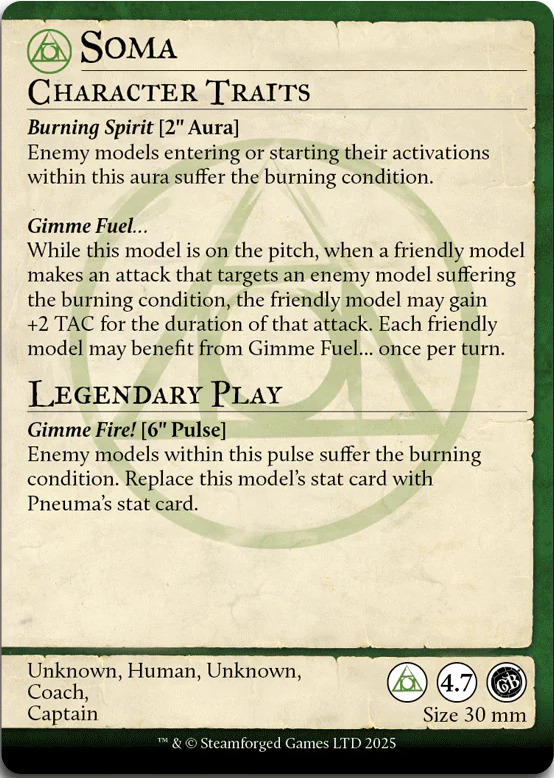 Soma
Character Traits
Burning Spirit [2" Aura]
Enemy models entering or starting their activations
within this aura suffer the burning condition.
Gimme Fuel...
While this model is on the pitch, when a friendly model
makes an attack that targets an enemy model suffering
the burning condition, the friendly model may gain
+2 TAC for the duration of that attack. Each friendly
model may benefit from Gimme Fuel... once per turn.
Legendary Play
Gimme Fire! [6" Pulse]
Enemy models within this pulse suffer the burning
condition. Replace this model’s stat card with
Pneuma’s stat card.
Unknown, Human, Unknown,
Coach,
Captain
4.7 GB
Size 30 mm
™ & © Steamforged Games LTD 2025